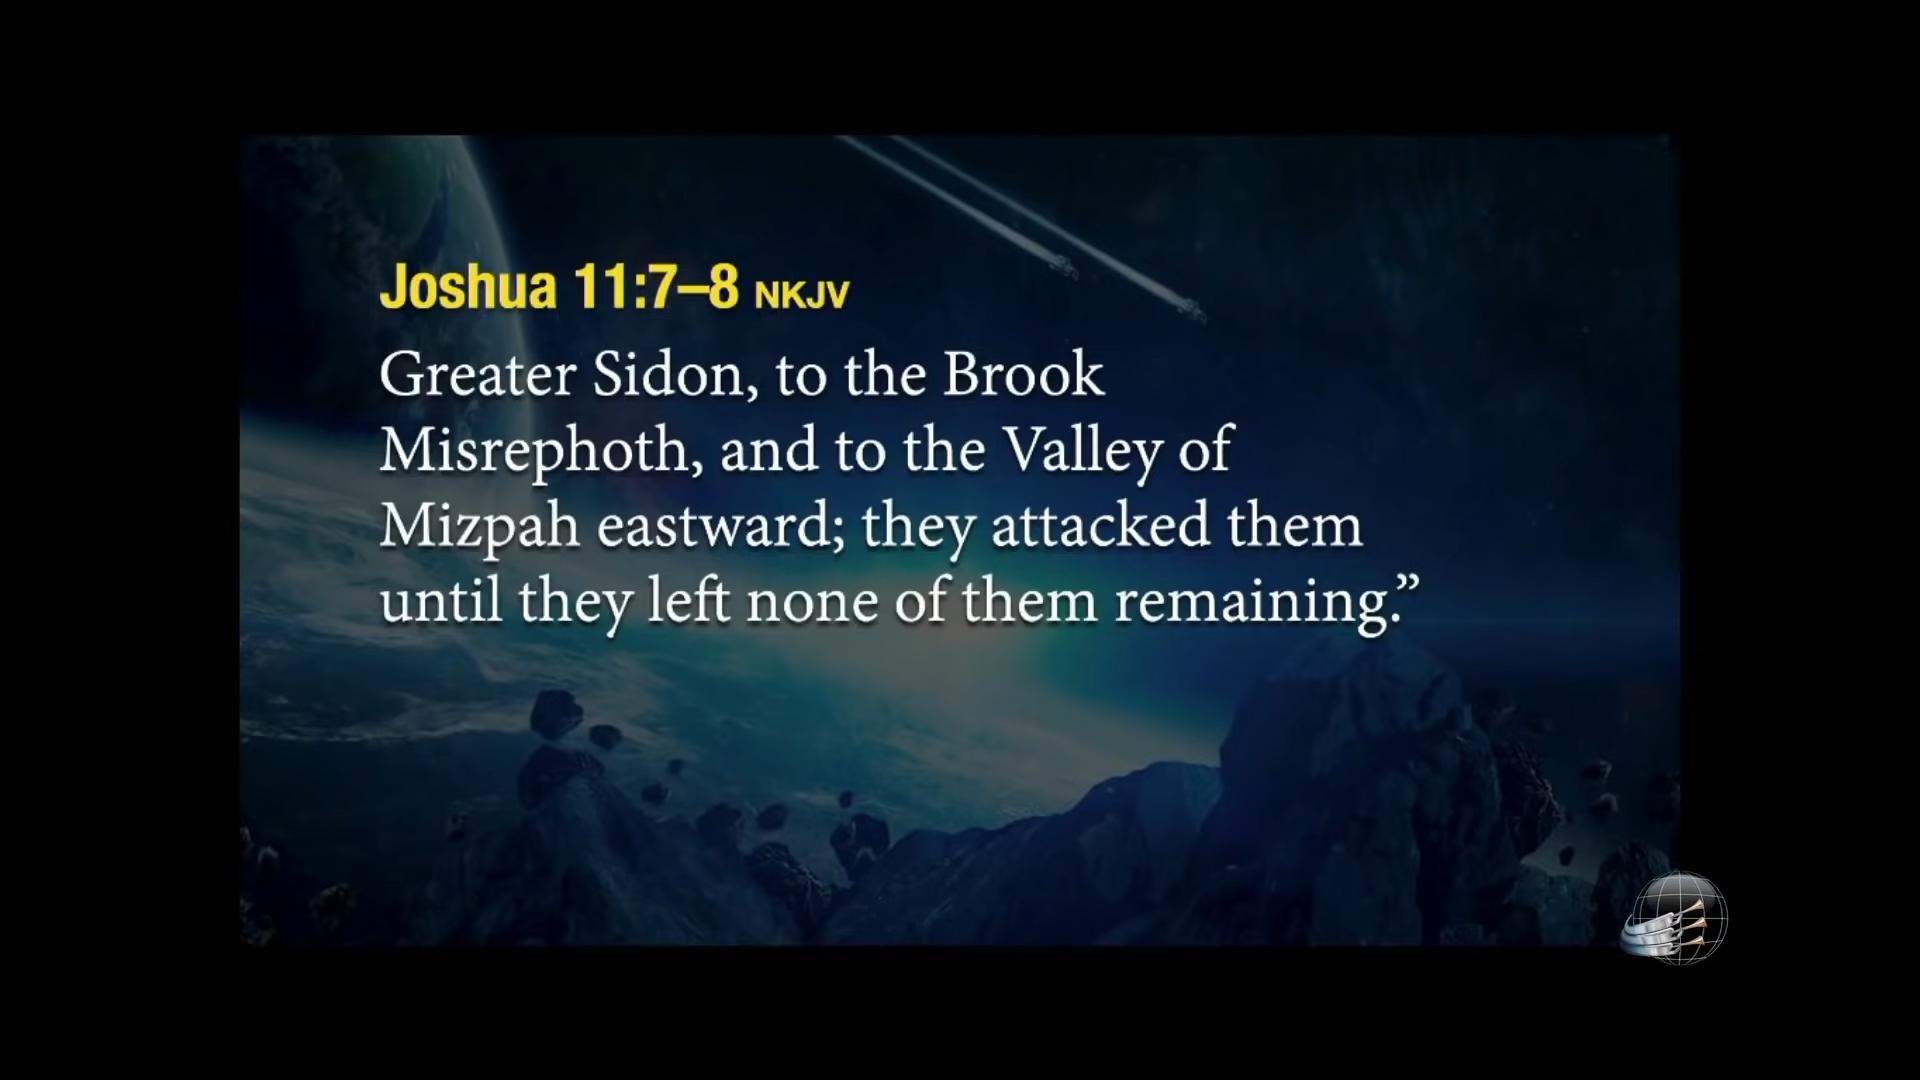 Joshua 11:7–8 NKJV
Greater Sidon, to the Brook
Misrephoth, and to the Valley of
Mizpah eastward; they attacked them
until they left none of them remaining.”